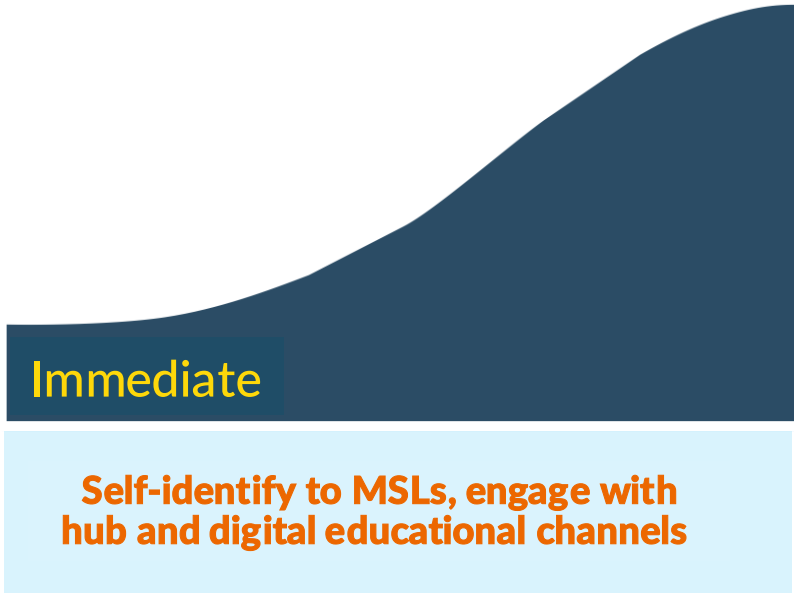 Immediate
Self-identify to MSLs, engage with
hub and digital educational channels